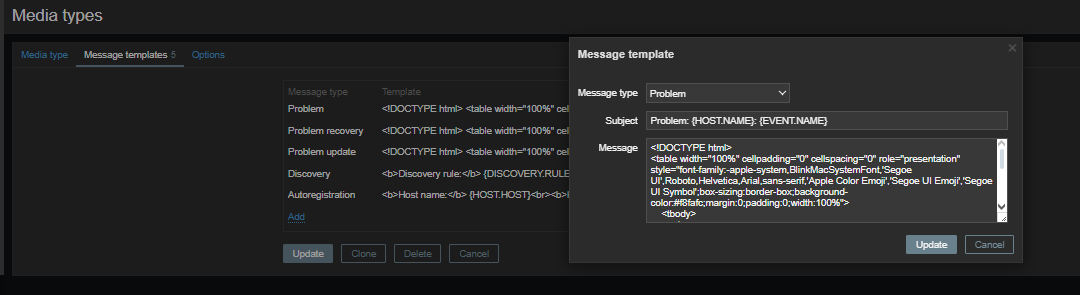 Media types
Media type Message templates 5 Options
Message type Template
Problem <!DOCTYPE html> <table width="100%" cel
Problem recovery <!DOCTYPE html> <table width="100%" cel
Problem update <!DOCTYPE html> <table width="100%" cel
Discovery <b>Discovery rule:</b> {DISCOVERY.RULE
Autoregistration <b>Host name:</b> {HOST.HOST}<br><b>H
Add
Update Clone Delete Cancel
Message template
Message type Problem
Subject Problem: {HOST.NAME}: {EVENT.NAME}
Message <!DOCTYPE html>
<table width="100%" cellpadding="0" cellspacing="0" role="presentation"
style="font-family:-apple-system,BlinkMacSystemFont,'Segoe
UI',Roboto,Helvetica,Arial,sans-serif,'Apple Color Emoji','Segoe UI Emoji','Segoe
UI Symbol';box-sizing:border-box;background-
color:#f8fafc;margin:0;padding:0;width:100%">
<tbody>
Update Cancel